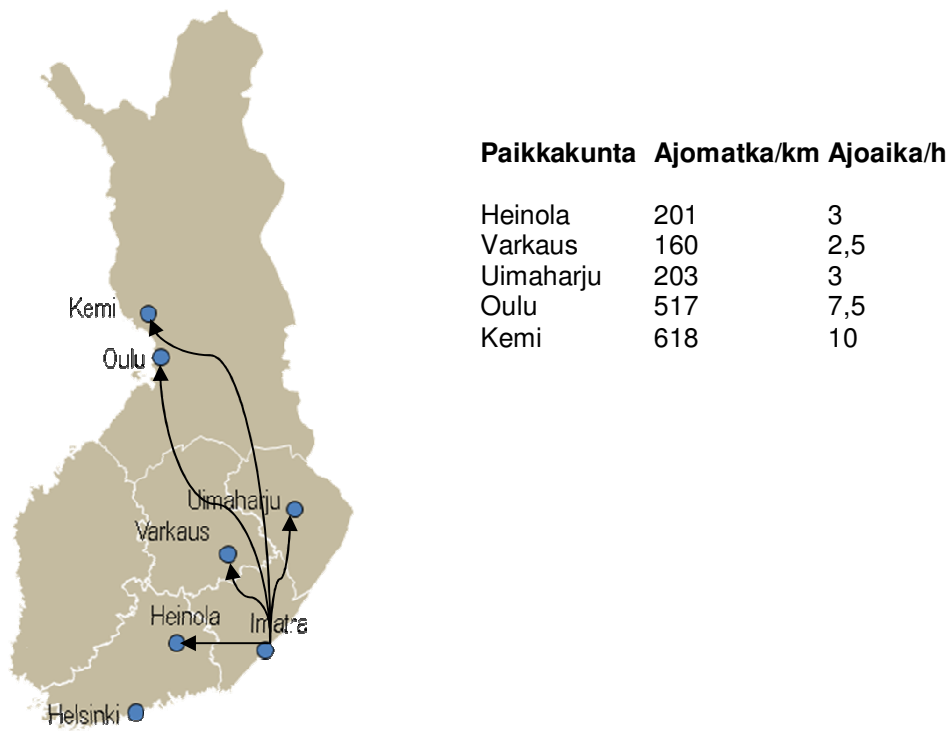 Paikkakunta Ajomatka/km Ajoaika/h
Heinola 201 3
Varkaus 160 2,5
Uimaharju 203 3
Oulu 517 7,5
Kemi 618 10
Kemi
Oulu
Uimaharju
Varkaus
Heinola
Imatra
Helsinki